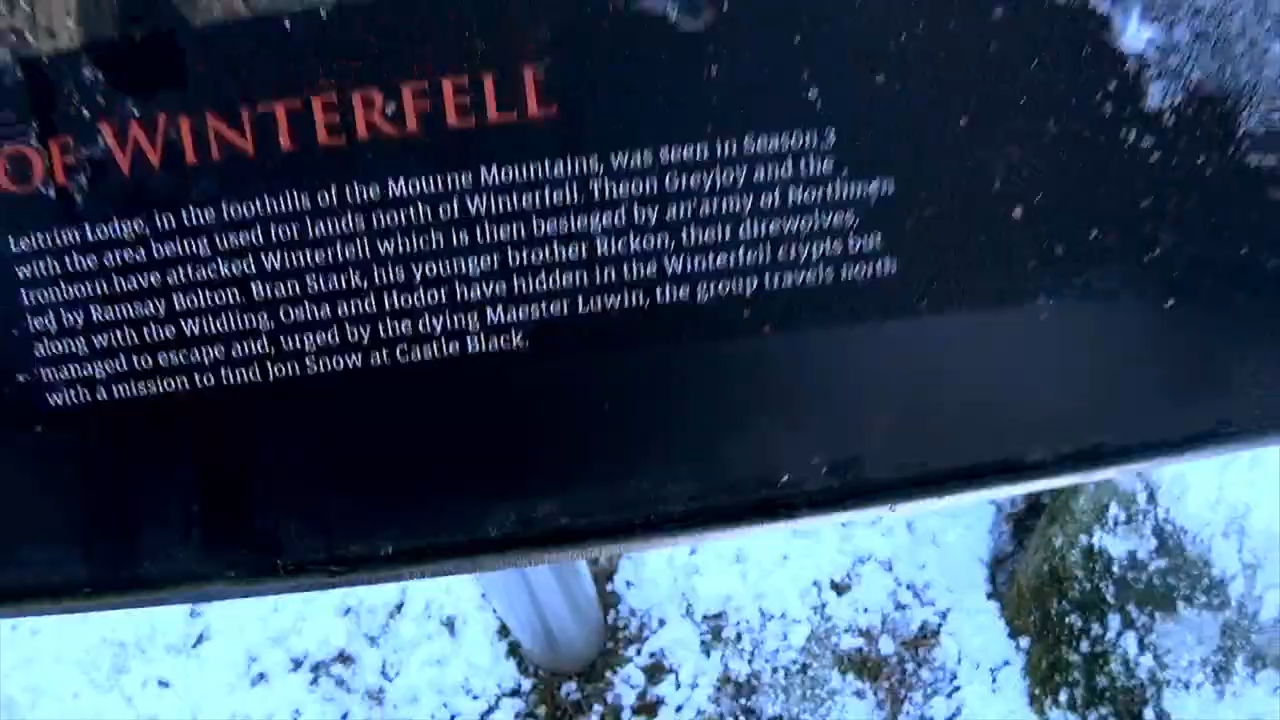 OF WINTERFELL
Leitrim Lodge, in the foothills of the Mourne Mountains, was seen in Season 3
with the area being used for lands north of Winterfell. Theon Greyjoy and the
Ironborn have attacked Winterfell which is then besieged by an army of Northmen
led by Ramsay Bolton. Bran Stark, his younger brother Rickon, their direwolves,
along with the Wildling, Osha and Hodor have hidden in the Winterfell crypts but
managed to escape and, urged by the dying Maester Luwin, the group travels north
with a mission to find Jon Snow at Castle Black.